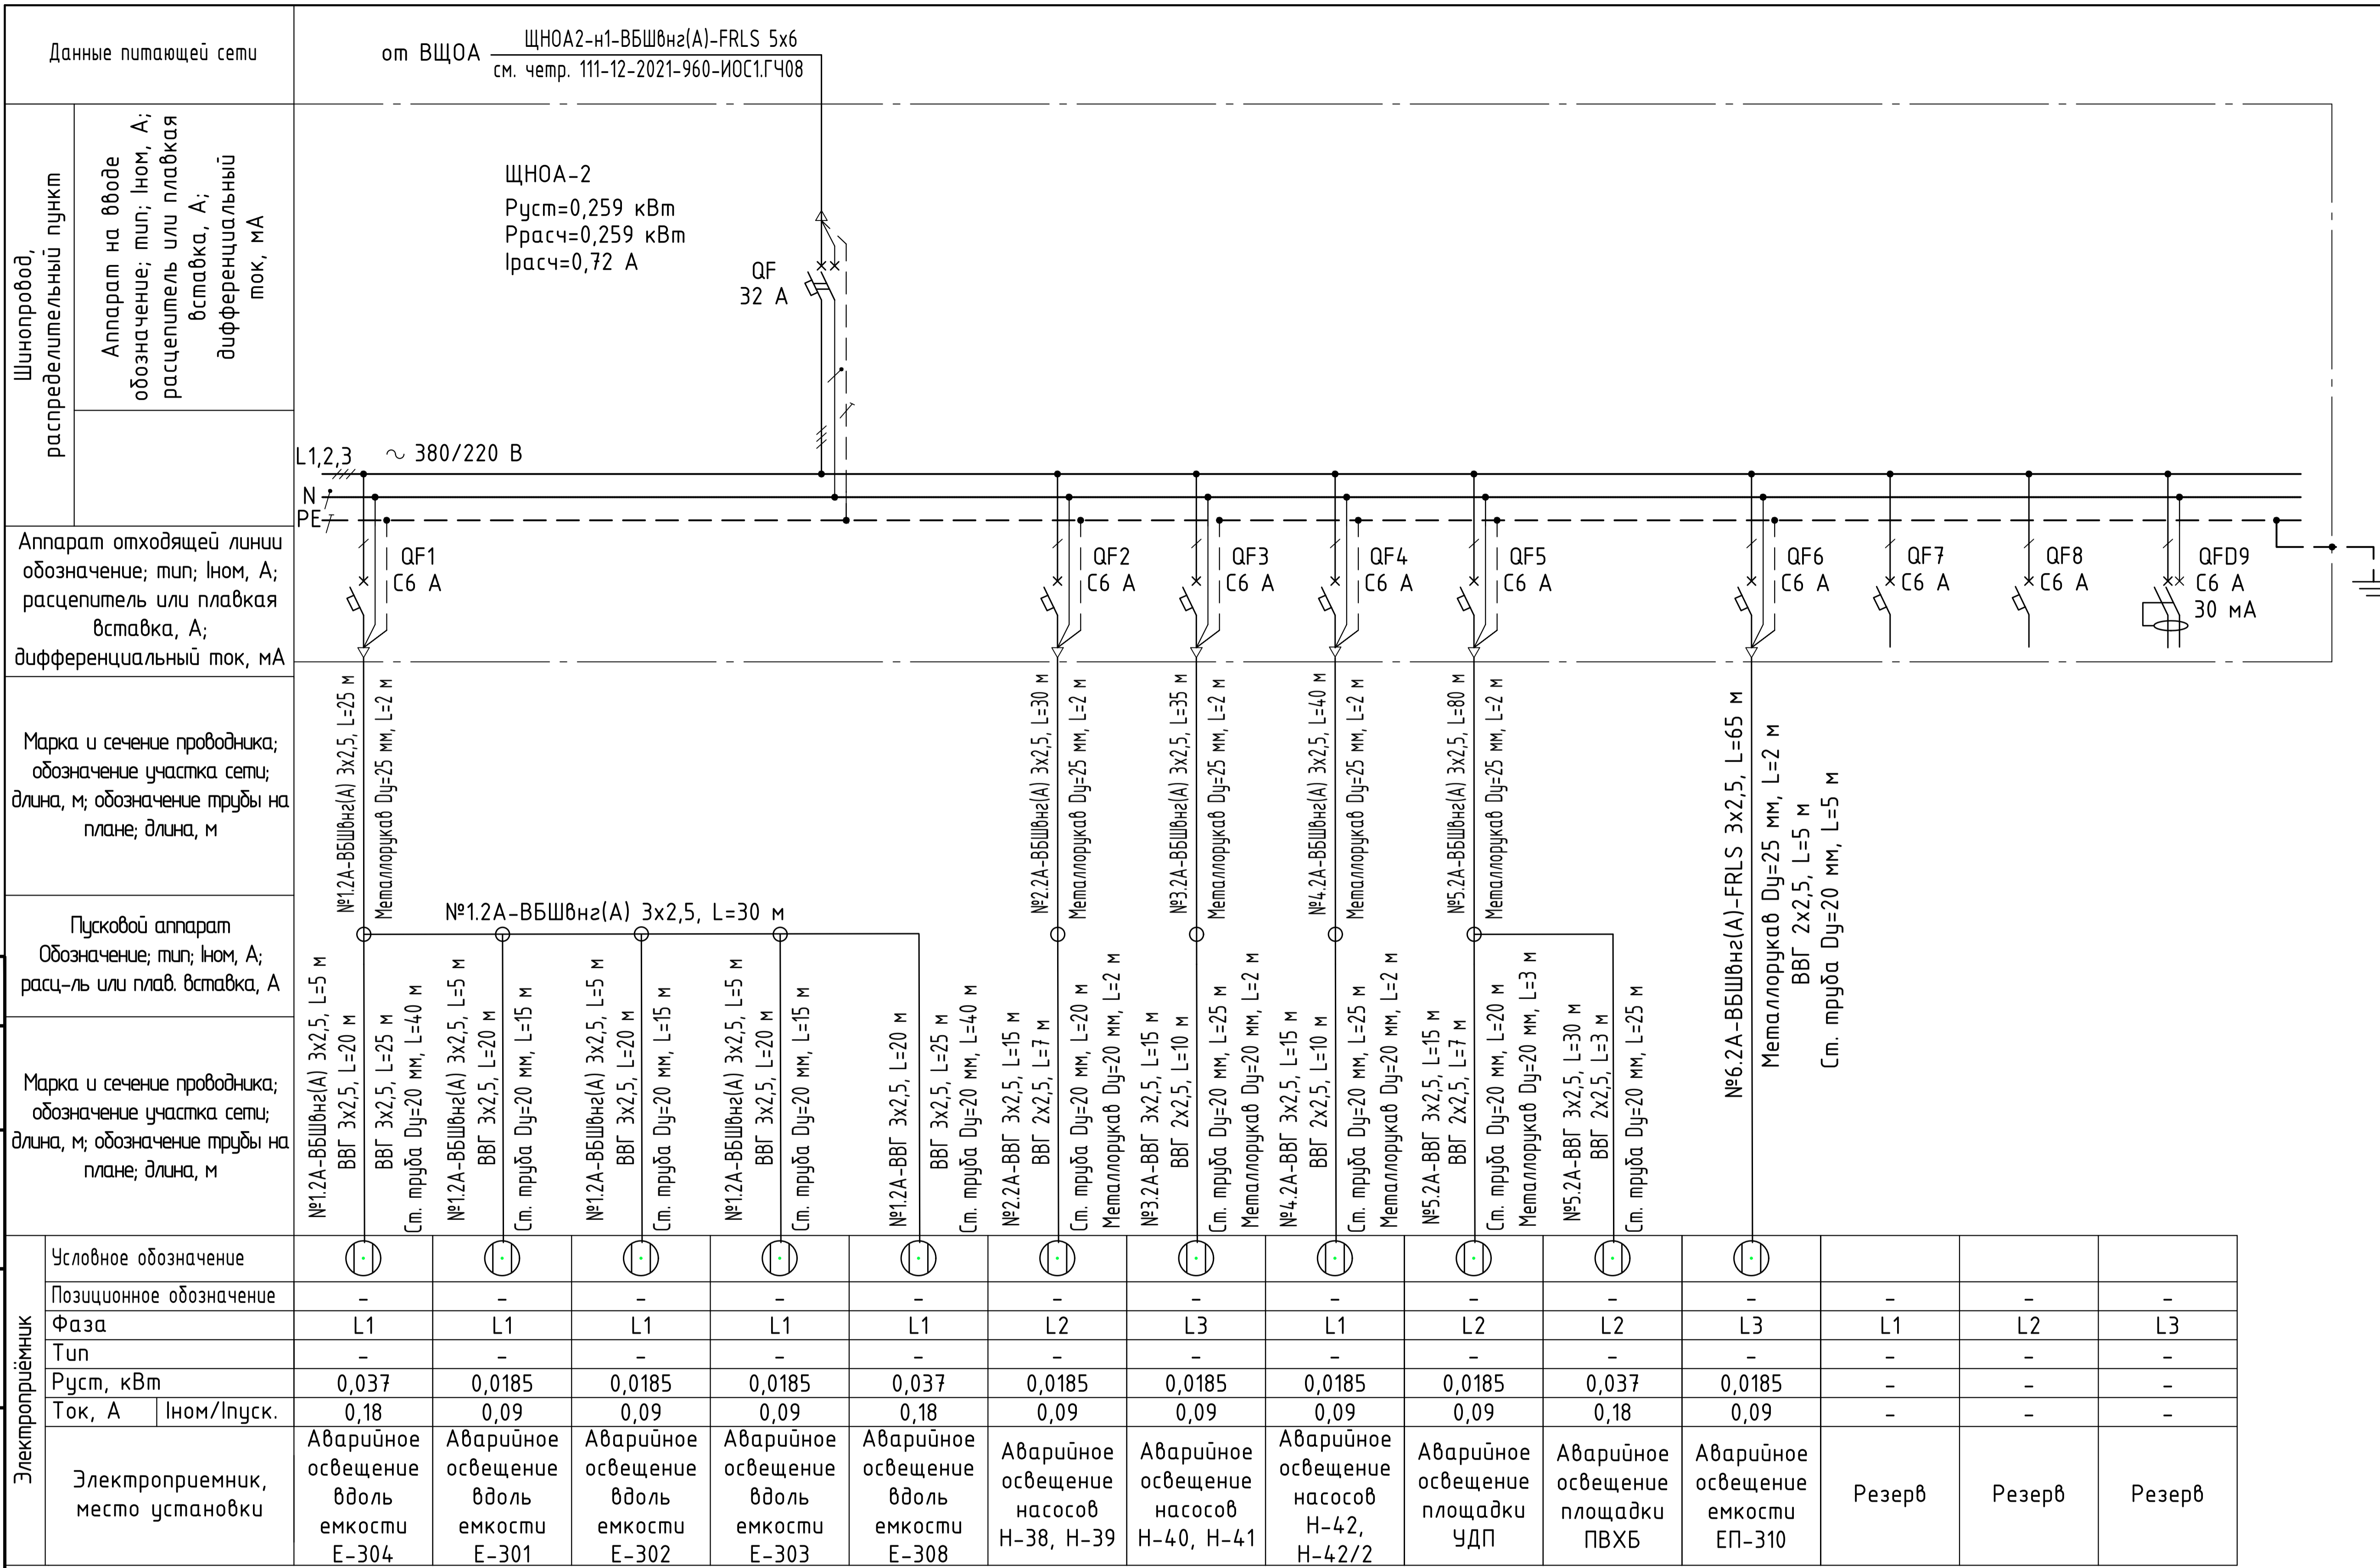 Данные питающей сети
от ВЩОА
ЩНОА2-н1-ВБШвнг(А)-FRLS 5х6
см. четр. 111-12-2021-960-ИОС1.ГЧ08
Шинопровод,
распределительный пункт
Аппарат на вводе
обозначение; тип; Iном, А;
расцепитель или плавкая
вставка, А;
дифференциальный
ток, мА
ЩНОА-2
Руст=0,259 кВт
Ррасч=0,259 кВт
Iрасч=0,72 А
QF
32 А
L1,2,3
~ 380/220 В
N
PE
Аппарат отходящей линии
обозначение; тип; Iном, А;
расцепитель или плавкая
вставка, А;
дифференциальный ток, мА
QF1
С6 А
QF2
С6 А
QF3
С6 А
QF4
С6 А
QF5
С6 А
QF6
С6 А
QF7
С6 А
QF8
С6 А
QFD9
С6 А
30 мА
Марка и сечение проводника;
обозначение участка сети;
длина, м; обозначение трубы на
плане; длина, м
№1.2А-ВБШвнг(А) 3х2,5, L=25 м
Металлорукав Dу=25 мм, L=2 м
№2.2А-ВБШвнг(А) 3х2,5, L=30 м
Металлорукав Dу=25 мм, L=2 м
№3.2А-ВБШвнг(А) 3х2,5, L=35 м
Металлорукав Dу=25 мм, L=2 м
№4.2А-ВБШвнг(А) 3х2,5, L=40 м
Металлорукав Dу=25 мм, L=2 м
№5.2А-ВБШвнг(А) 3х2,5, L=80 м
Металлорукав Dу=25 мм, L=2 м
№6.2А-ВБШвнг(А)-FRLS 3х2,5, L=65 м
Металлорукав Dу=25 мм, L=2 м
ВВГ 2х2,5, L=5 м
Ст. труба Dу=20 мм, L=5 м
Пусковой аппарат
Обозначение; тип; Iном, А;
расц-ль или плав. вставка, А
№1.2А-ВБШвнг(А) 3х2,5, L=30 м
Марка и сечение проводника;
обозначение участка сети;
длина, м; обозначение трубы на
плане; длина, м
№1.2А-ВБШвнг(А) 3х2,5, L=5 м
ВВГ 3х2,5, L=20 м
ВВГ 3х2,5, L=25 м
Ст. труба Dу=20 мм, L=40 м
№1.2А-ВБШвнг(А) 3х2,5, L=5 м
ВВГ 3х2,5, L=20 м
Ст. труба Dу=20 мм, L=15 м
№1.2А-ВБШвнг(А) 3х2,5, L=5 м
ВВГ 3х2,5, L=20 м
Ст. труба Dу=20 мм, L=15 м
№1.2А-ВБШвнг(А) 3х2,5, L=5 м
ВВГ 3х2,5, L=20 м
Ст. труба Dу=20 мм, L=15 м
№1.2А-ВВГ 3х2,5, L=20 м
ВВГ 3х2,5, L=25 м
Ст. труба Dу=20 мм, L=40 м
№2.2А-ВВГ 3х2,5, L=15 м
ВВГ 2х2,5, L=7 м
Ст. труба Dу=20 мм, L=20 м
Металлорукав Dу=20 мм, L=2 м
№3.2А-ВВГ 3х2,5, L=15 м
ВВГ 2х2,5, L=10 м
Ст. труба Dу=20 мм, L=25 м
Металлорукав Dу=20 мм, L=2 м
№4.2А-ВВГ 3х2,5, L=15 м
ВВГ 2х2,5, L=10 м
Ст. труба Dу=20 мм, L=25 м
Металлорукав Dу=20 мм, L=2 м
№5.2А-ВВГ 3х2,5, L=15 м
ВВГ 2х2,5, L=7 м
Ст. труба Dу=20 мм, L=20 м
Металлорукав Dу=20 мм, L=3 м
№5.2А-ВВГ 3х2,5, L=30 м
ВВГ 2х2,5, L=3 м
Ст. труба Dу=20 мм, L=25 м
Электроприёмник
Условное обозначение
Позиционное обозначение – – – – – – – – – – – – – –
Фаза L1 L1 L1 L1 L1 L2 L3 L1 L2 L2 L3 L1 L2 L3
Тип – – – – – – – – – – – – – –
Руст, кВт 0,037 0,0185 0,0185 0,0185 0,037 0,0185 0,0185 0,0185 0,0185 0,037 0,0185 – – –
Ток, А Iном/Iпуск. 0,18 0,09 0,09 0,09 0,18 0,09 0,09 0,09 0,09 0,18 0,09 – – –
Электроприемник,
место установки
Аварийное
освещение
вдоль
емкости
Е-304
Аварийное
освещение
вдоль
емкости
Е-301
Аварийное
освещение
вдоль
емкости
Е-302
Аварийное
освещение
вдоль
емкости
Е-303
Аварийное
освещение
вдоль
емкости
Е-308
Аварийное
освещение
насосов
Н-38, Н-39
Аварийное
освещение
насосов
Н-40, Н-41
Аварийное
освещение
насосов
Н-42,
Н-42/2
Аварийное
освещение
площадки
УДП
Аварийное
освещение
площадки
ПВХБ
Аварийное
освещение
емкости
ЕП-310
Резерв
Резерв
Резерв